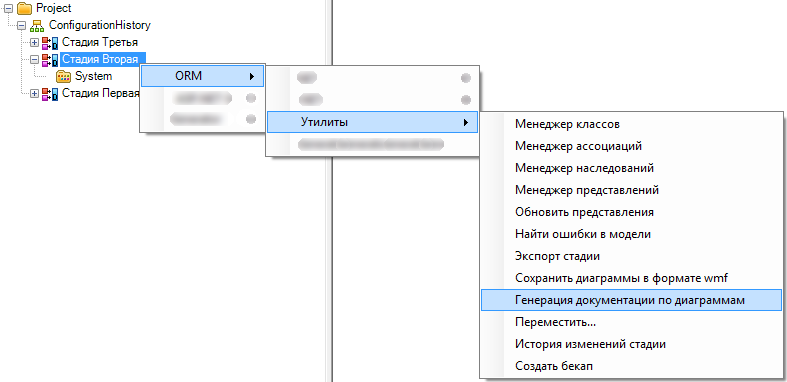 Project
ConfigurationHistory
Стадия Третья
Стадия Вторая
System
Стадия Первая
ORM
Утилиты
Менеджер классов
Менеджер ассоциаций
Менеджер наследований
Менеджер представлений
Обновить представления
Найти ошибки в модели
Экспорт стадии
Сохранить диаграммы в формате wmf
Генерация документации по диаграммам
Переместить...
История изменений стадии
Создать бекап